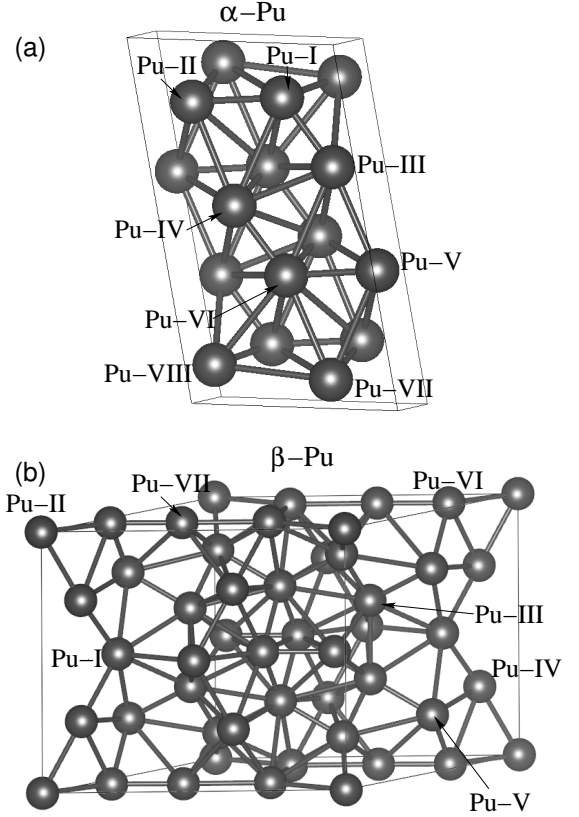 α–Pu
(a)
Pu–I
Pu–II
Pu–III
Pu–IV
Pu–V
Pu–VI
Pu–VIII
Pu–VII
β–Pu
(b)
Pu–VII
Pu–VI
Pu–II
Pu–III
Pu–I
Pu–IV
Pu–V